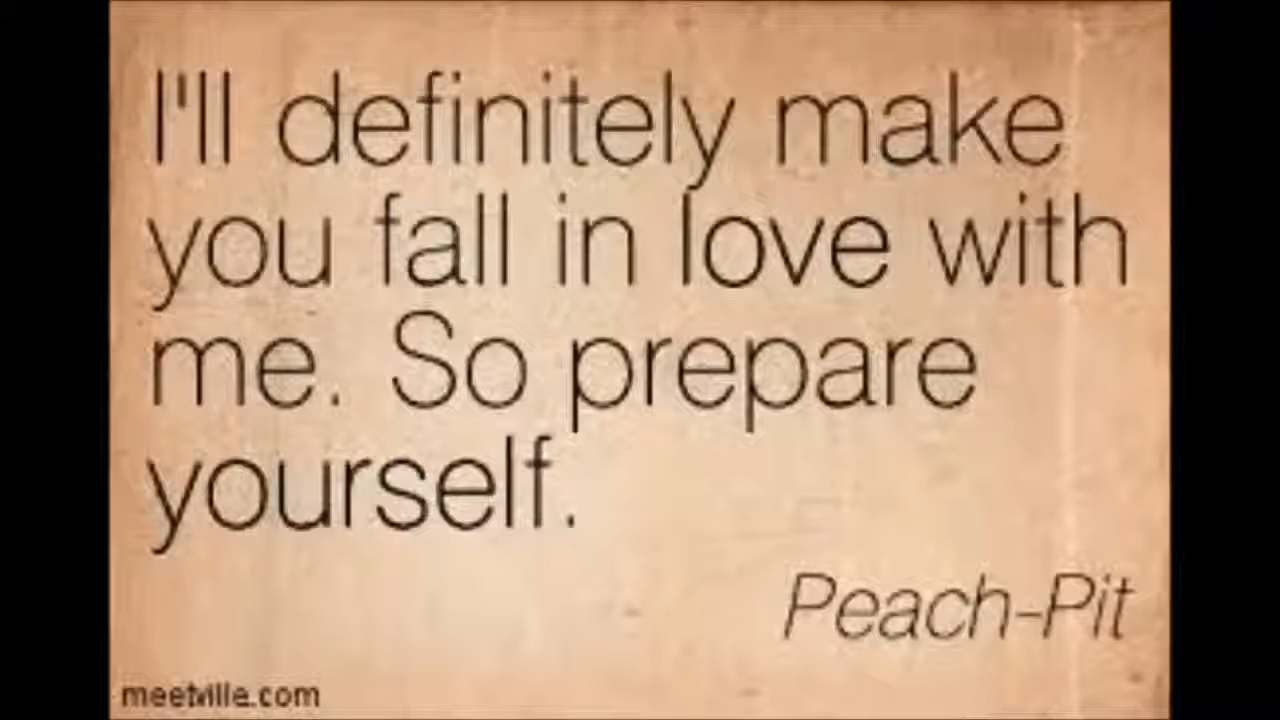 I'll definitely make
you fall in love with
me. So prepare
yourself.
Peach-Pit
meetville.com